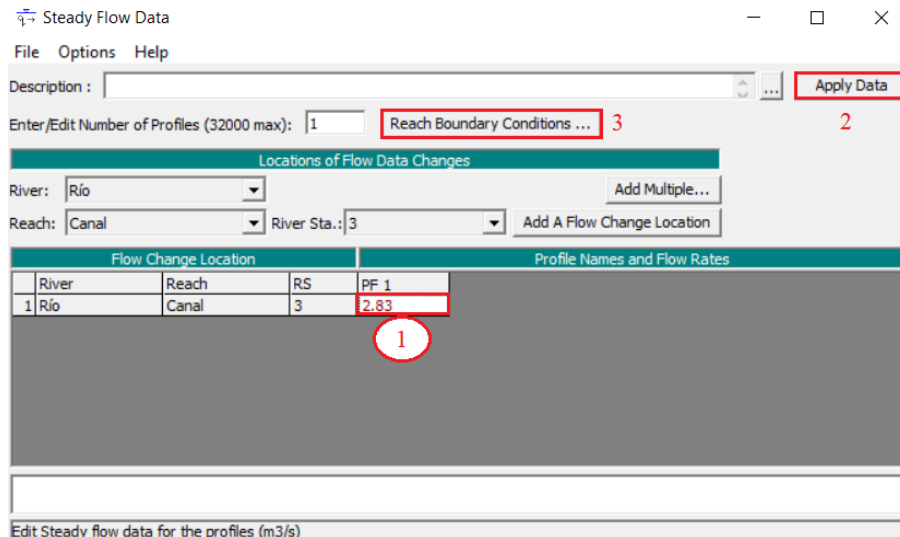 Steady Flow Data
File Options Help
Description : ... Apply Data
Enter/Edit Number of Profiles (32000 max): 1 Reach Boundary Conditions ... 3 2
Locations of Flow Data Changes
River: Río Add Multiple...
Reach: Canal River Sta.: 3 Add A Flow Change Location
Flow Change Location Profile Names and Flow Rates
River Reach RS PF 1
1 Río Canal 3 2.83
1
Edit Steady flow data for the profiles (m3/s)